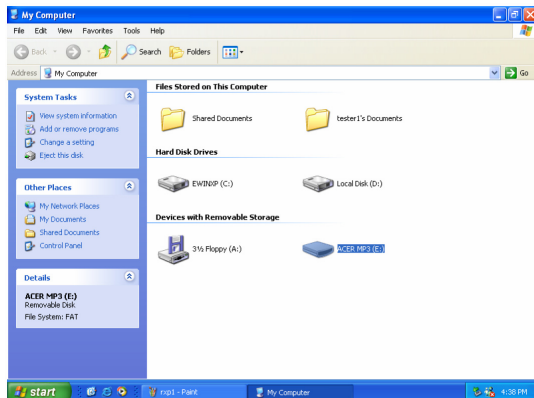 My Computer
File Edit View Favorites Tools Help
Back Search Folders
Address My Computer Go
System Tasks
View system information
Add or remove programs
Change a setting
Eject this disk
Other Places
My Network Places
My Documents
Shared Documents
Control Panel
Details
ACER MP3 (E:)
Removable Disk
File System: FAT
Files Stored on This Computer
Shared Documents tester1's Documents
Hard Disk Drives
EWINXP (C:) Local Disk (D:)
Devices with Removable Storage
3½ Floppy (A:) ACER MP3 (E:)
start rxp1 - Paint My Computer 4:38 PM